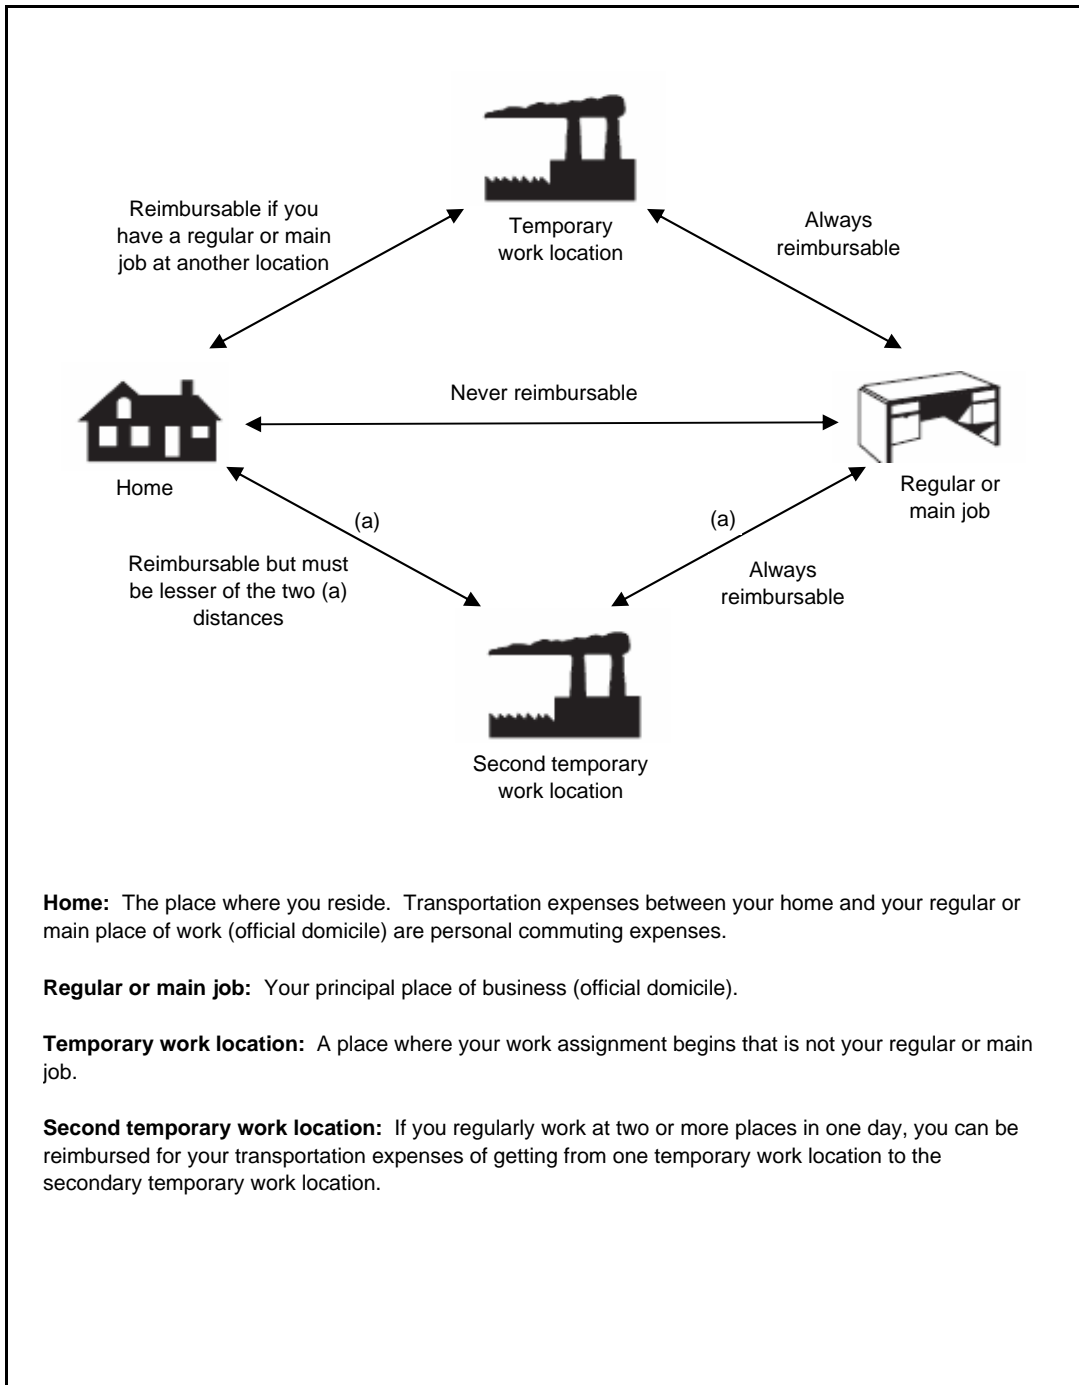 Temporary
work location
Reimbursable if you
have a regular or main
job at another location
Always
reimbursable
Never reimbursable
Home
Regular or
main job
(a)
(a)
Reimbursable but must
be lesser of the two (a)
distances
Always
reimbursable
Second temporary
work location
Home: The place where you reside. Transportation expenses between your home and your regular or
main place of work (official domicile) are personal commuting expenses.
Regular or main job: Your principal place of business (official domicile).
Temporary work location: A place where your work assignment begins that is not your regular or main
job.
Second temporary work location: If you regularly work at two or more places in one day, you can be
reimbursed for your transportation expenses of getting from one temporary work location to the
secondary temporary work location.